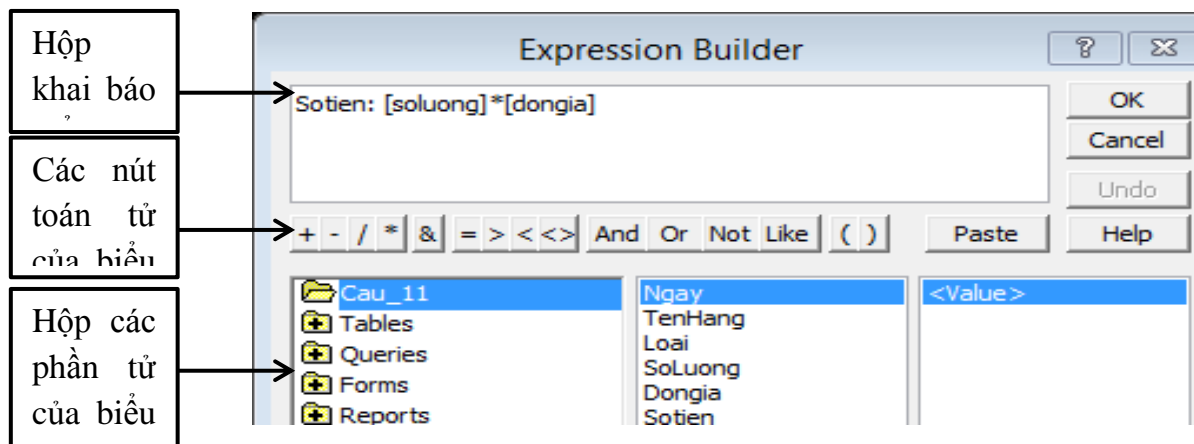 Hộp
khai báo
Expression Builder
Sotien: [soluong]*[dongia]
OK
Cancel
Undo
Các nút
toán tử
của biểu
+ - / * & = > < <> And Or Not Like ( ) Paste Help
Hộp các
phần tử
của biểu
Cau_11
Tables
Queries
Forms
Reports
Ngay
TenHang
Loai
SoLuong
Dongia
Sotien
<Value>